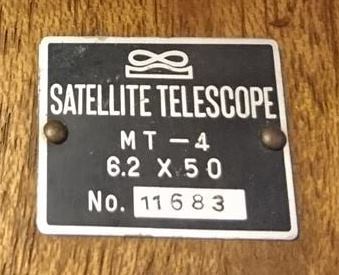 SATELLITE TELESCOPE
MT-4
6.2 X 50
No. 11683